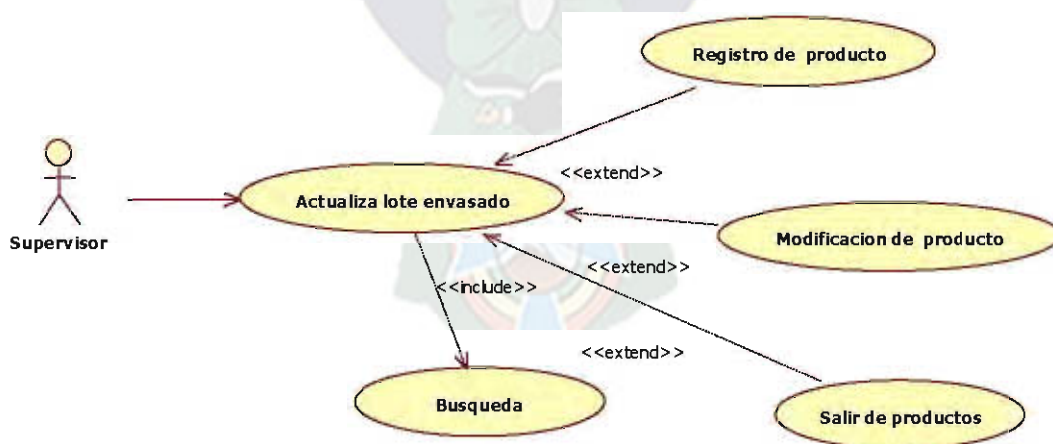 Registro de producto
<<extend>>
Actualiza lote envasado
Supervisor
Modificacion de producto
<<extend>>
<<include>>
<<extend>>
Busqueda
Salir de productos